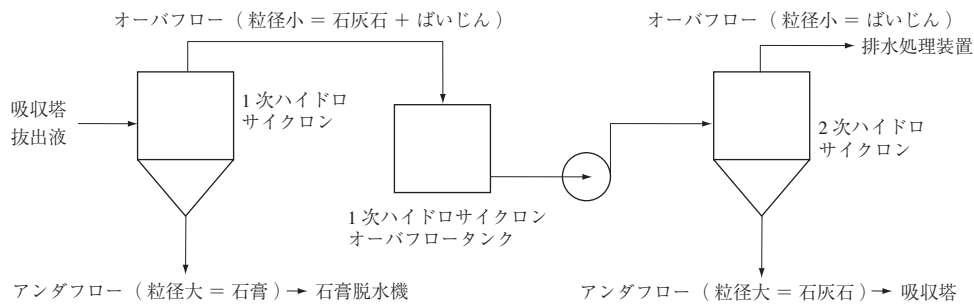 オーバフロー（粒径小 = 石灰石 + ばいじん）
オーバフロー（粒径小 = ばいじん）
排水処理装置
1次ハイドロ
サイクロン
吸収塔
抜出液
2次ハイドロ
サイクロン
1次ハイドロサイクロン
オーバフロータンク
アンダフロー（粒径大 = 石膏）→ 石膏脱水機
アンダフロー（粒径大 = 石灰石）→ 吸収塔